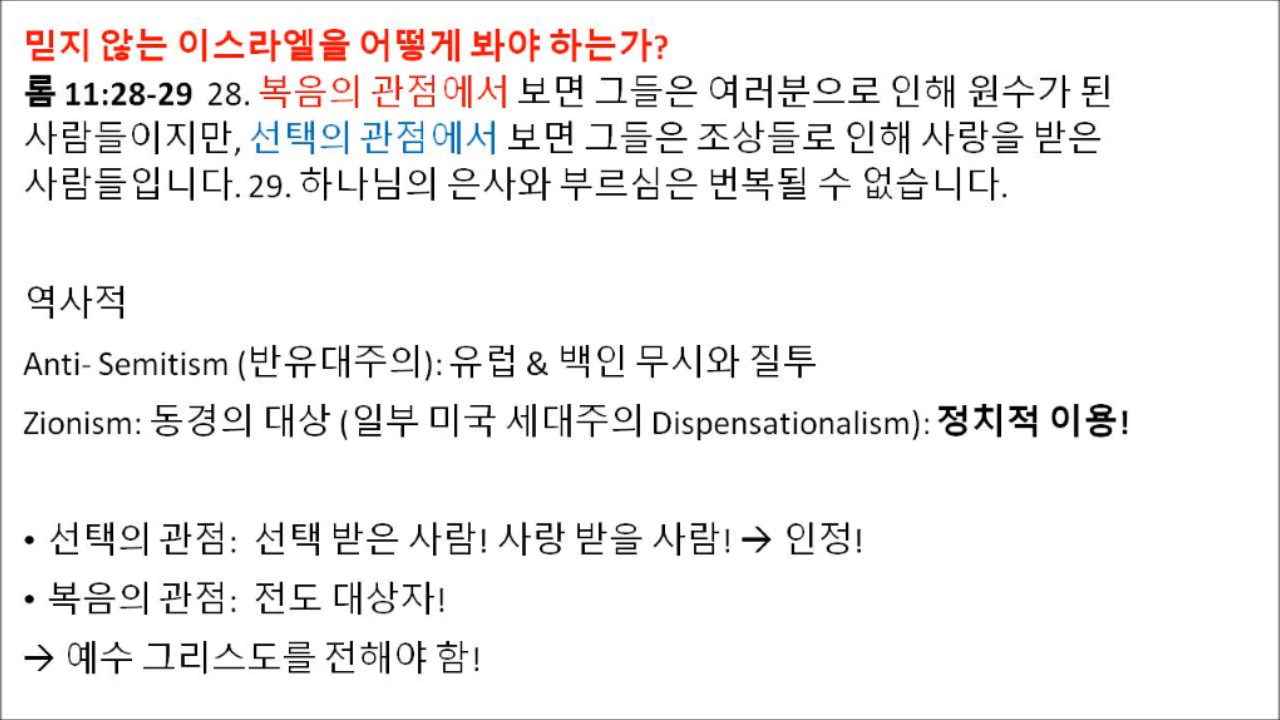 믿지 않는 이스라엘을 어떻게 봐야 하는가?
롬 11:28-29 28. 복음의 관점에서 보면 그들은 여러분으로 인해 원수가 된
사람들이지만, 선택의 관점에서 보면 그들은 조상들로 인해 사랑을 받은
사람들입니다. 29. 하나님의 은사와 부르심은 번복될 수 없습니다.
역사적
Anti- Semitism (반유대주의): 유럽 & 백인 무시와 질투
Zionism: 동경의 대상 (일부 미국 세대주의 Dispensationalism): 정치적 이용!
• 선택의 관점: 선택 받은 사람! 사랑 받을 사람! → 인정!
• 복음의 관점: 전도 대상자!
→ 예수 그리스도를 전해야 함!